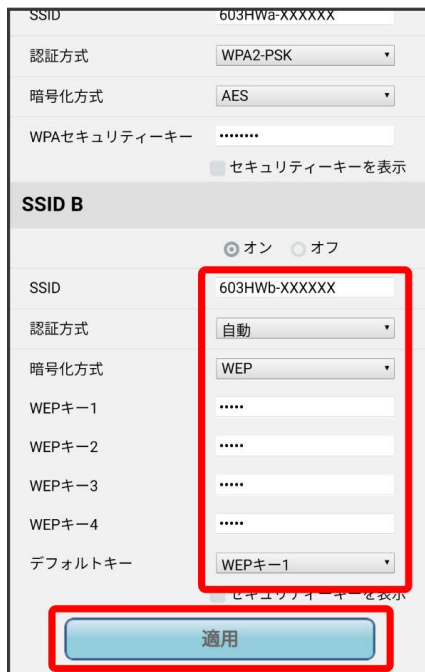 SSID 603HWa-XXXXXX
認証方式 WPA2-PSK
暗号化方式 AES
WPAセキュリティーキー ••••••••
セキュリティーキーを表示
SSID B
オン オフ
SSID 603HWb-XXXXXX
認証方式 自動
暗号化方式 WEP
WEPキー1 •••••
WEPキー2 •••••
WEPキー3 •••••
WEPキー4 •••••
デフォルトキー WEPキー1
セキュリティーキーを表示
適用